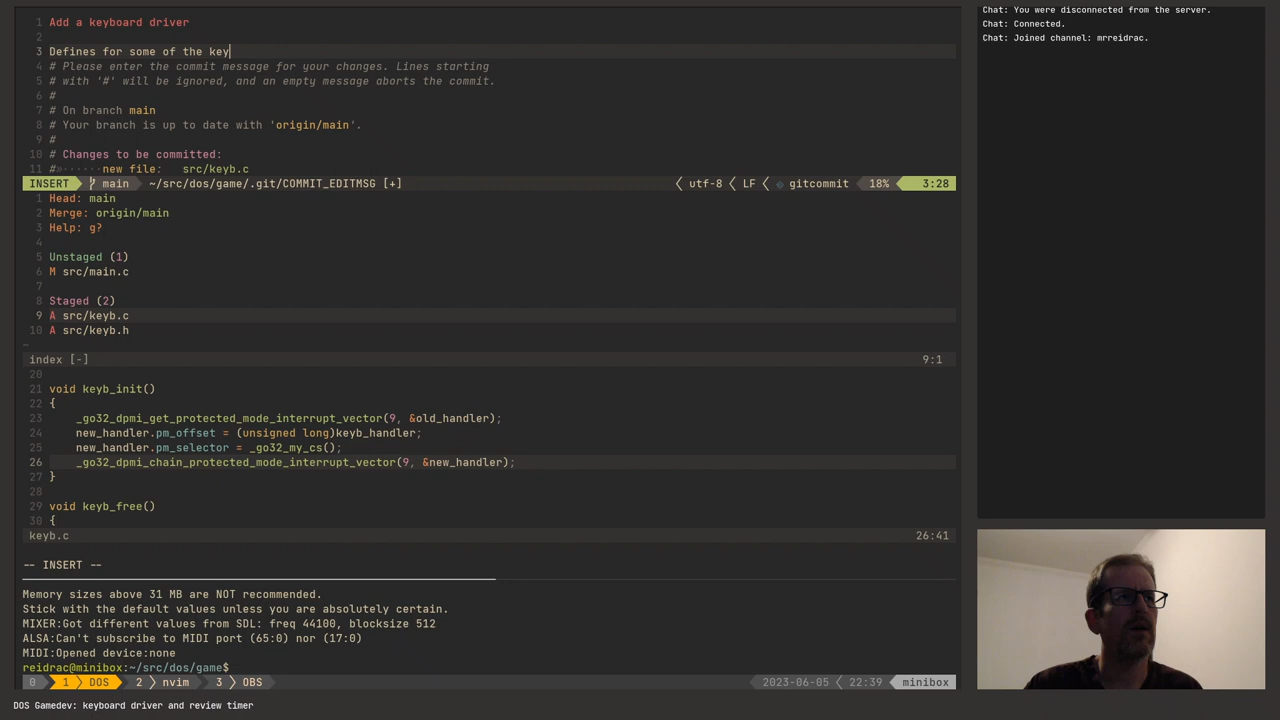 1 Add a keyboard driver
2
3 Defines for some of the key
4 # Please enter the commit message for your changes. Lines starting
5 # with '#' will be ignored, and an empty message aborts the commit.
6 #
7 # On branch main
8 # Your branch is up to date with 'origin/main'.
9 #
10 # Changes to be committed:
11 #»······new file:   src/keyb.c
INSERT main ~/src/dos/game/.git/COMMIT_EDITMSG [+] utf-8 LF gitcommit 18% 3:28
1 Head: main
2 Merge: origin/main
3 Help: g?
4
5 Unstaged (1)
6 M src/main.c
7
8 Staged (2)
9 A src/keyb.c
10 A src/keyb.h
~
index [-] 9:1
20
21 void keyb_init()
22 {
23     _go32_dpmi_get_protected_mode_interrupt_vector(9, &old_handler);
24     new_handler.pm_offset = (unsigned long)keyb_handler;
25     new_handler.pm_selector = _go32_my_cs();
26     _go32_dpmi_chain_protected_mode_interrupt_vector(9, &new_handler);
27 }
28
29 void keyb_free()
30 {
keyb.c 26:41
-- INSERT --
Memory sizes above 31 MB are NOT recommended.
Stick with the default values unless you are absolutely certain.
MIXER:Got different values from SDL: freq 44100, blocksize 512
ALSA:Can't subscribe to MIDI port (65:0) nor (17:0)
MIDI:Opened device:none
reidrac@minibox:~/src/dos/game$
0 1 DOS 2 nvim 3 OBS 2023-06-05 22:39 minibox
DOS Gamedev: keyboard driver and review timer
Chat: You were disconnected from the server.
Chat: Connected.
Chat: Joined channel: mrreidrac.